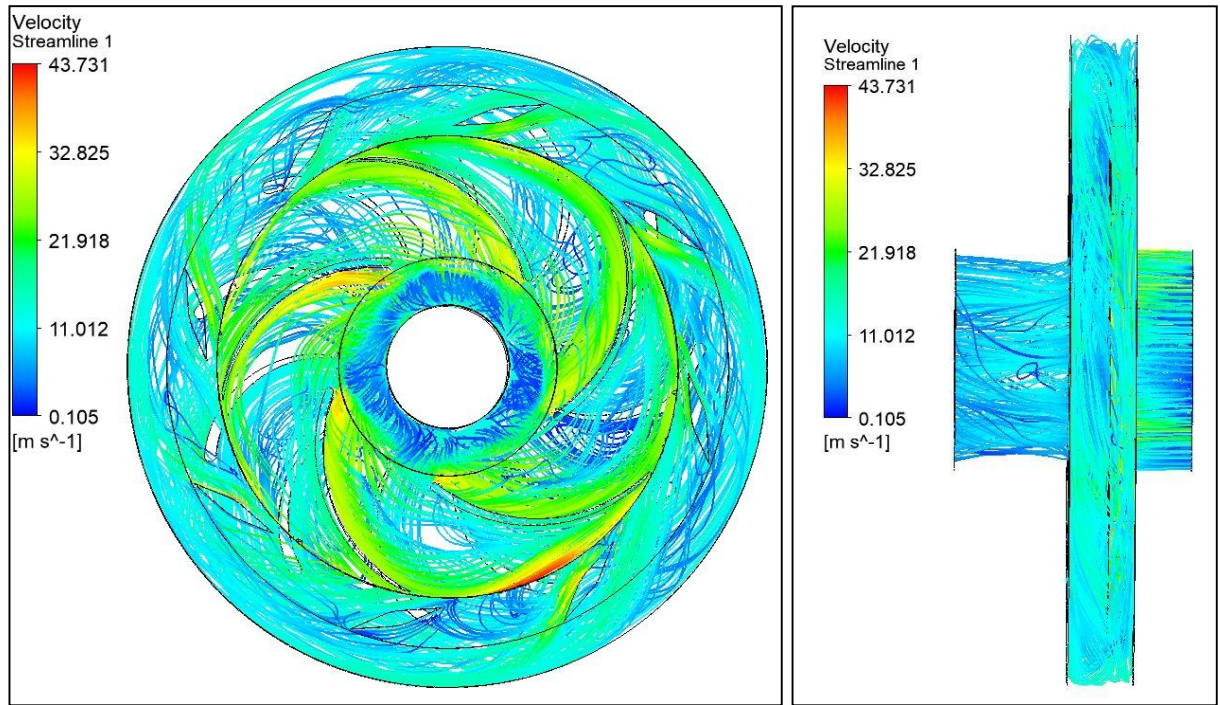 Velocity
Streamline 1
43.731
32.825
21.918
11.012
0.105
[m s^-1]
Velocity
Streamline 1
43.731
32.825
21.918
11.012
0.105
[m s^-1]